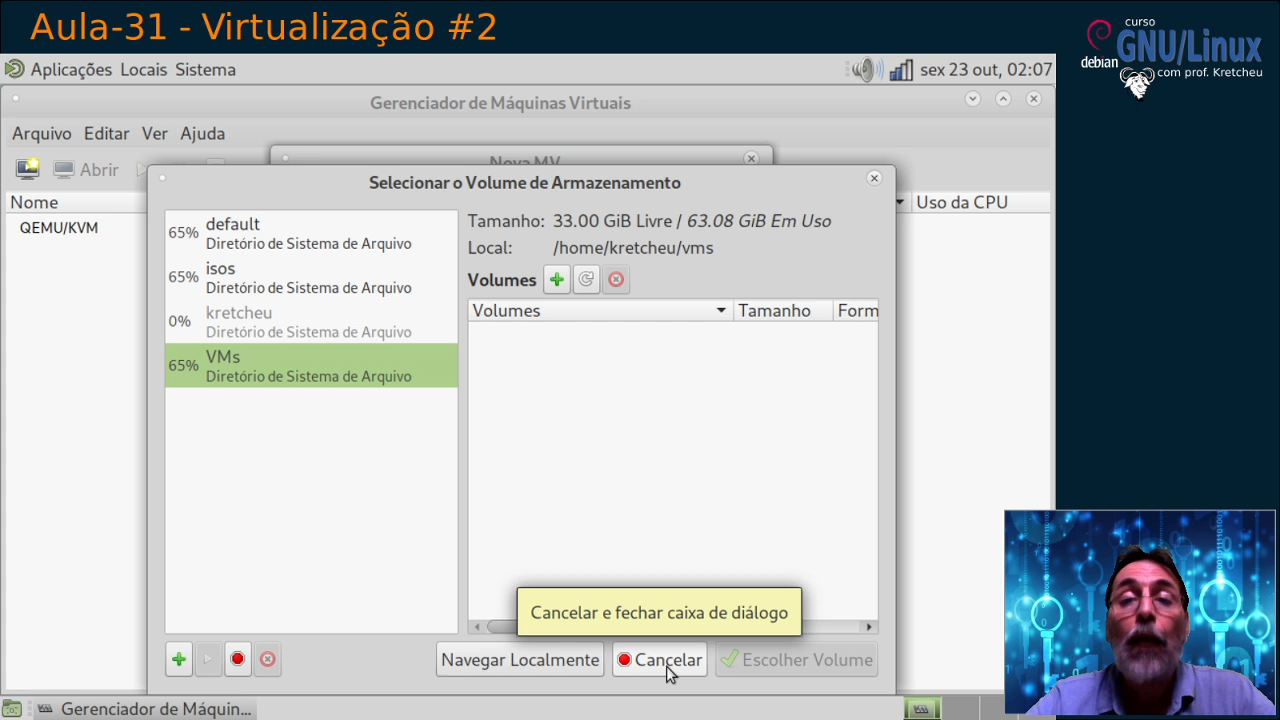 Aula-31 - Virtualização #2
curso
GNU/Linux
debian
com prof. Kretcheu
Aplicações Locais Sistema
sex 23 out, 02:07
Gerenciador de Máquinas Virtuais
Arquivo Editar Ver Ajuda
Abrir
Nova MV
Selecionar o Volume de Armazenamento
Nome
Uso da CPU
QEMU/KVM
65% default
Diretório de Sistema de Arquivo
65% isos
Diretório de Sistema de Arquivo
0% kretcheu
Diretório de Sistema de Arquivo
65% VMs
Diretório de Sistema de Arquivo
Tamanho: 33.00 GiB Livre / 63.08 GiB Em Uso
Local: /home/kretcheu/vms
Volumes
Volumes Tamanho Form
Cancelar e fechar caixa de diálogo
Navegar Localmente Cancelar Escolher Volume
Gerenciador de Máquin...